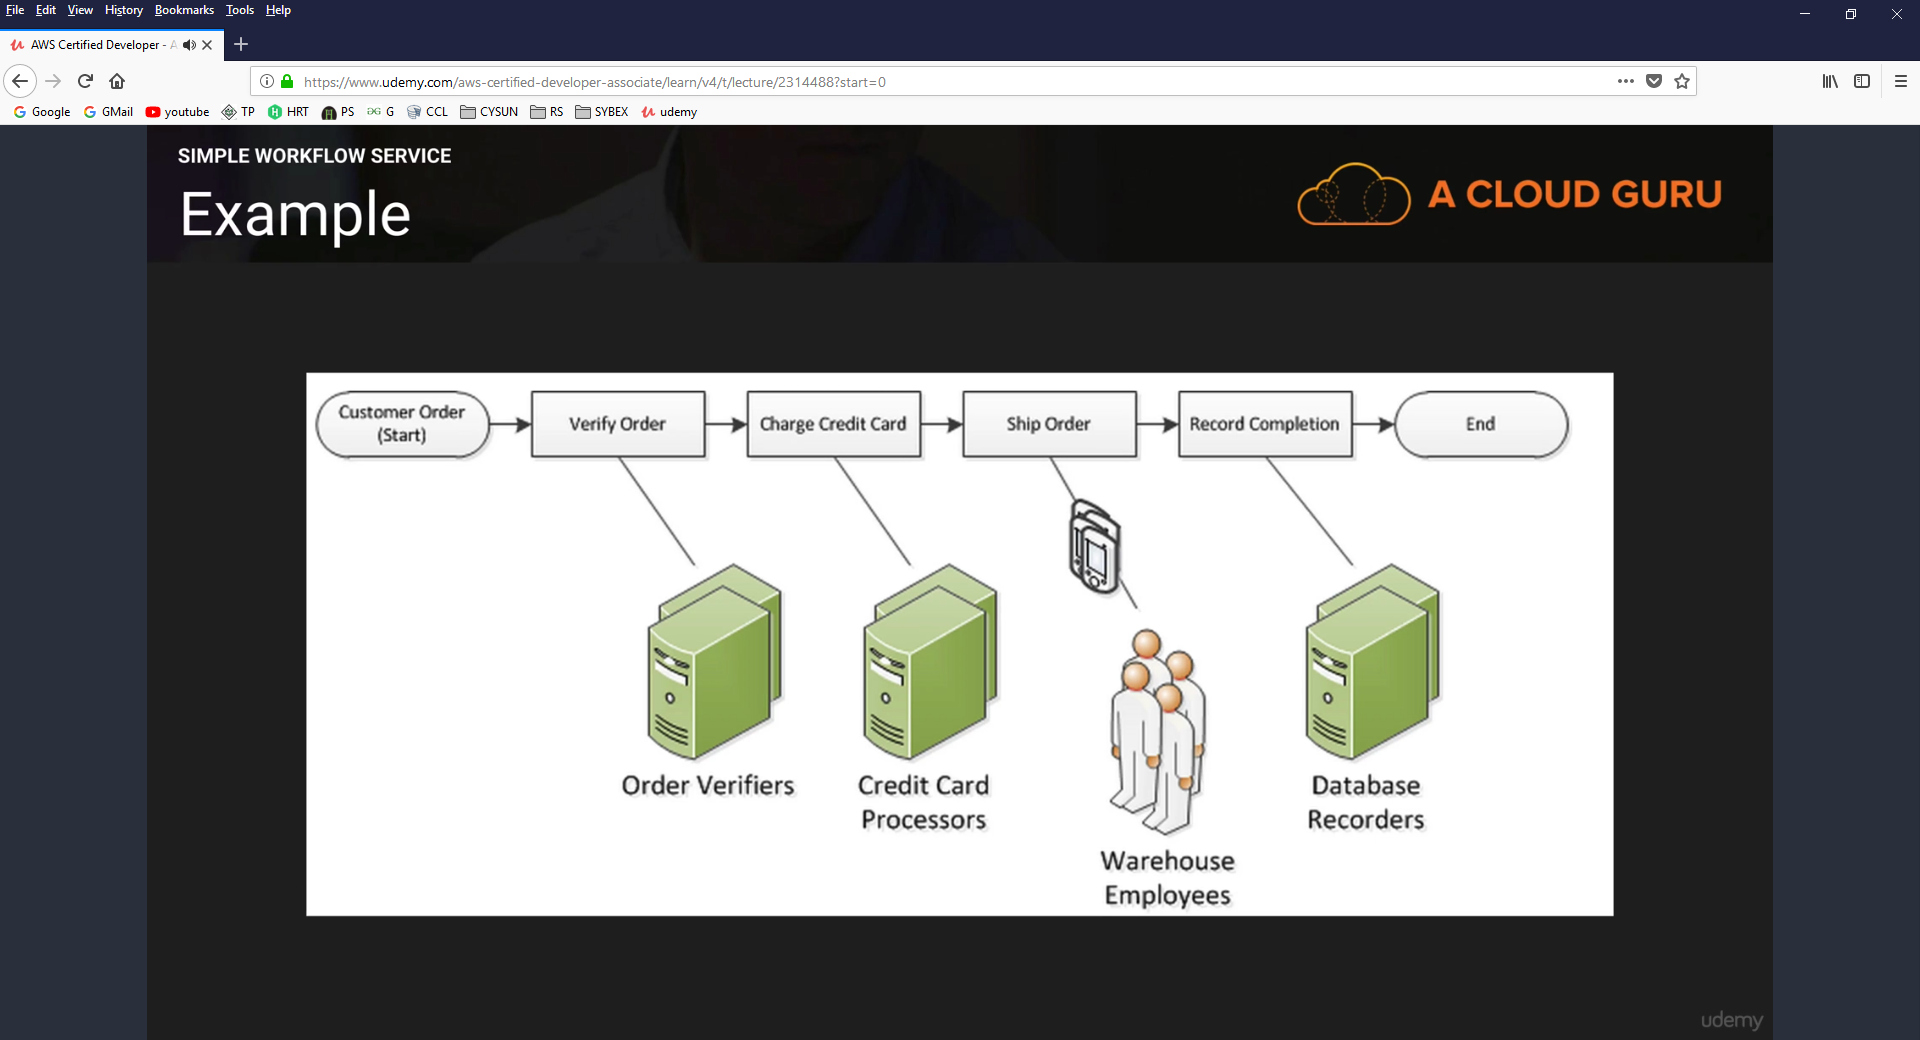 File Edit View History Bookmarks Tools Help
AWS Certified Developer - A
https://www.udemy.com/aws-certified-developer-associate/learn/v4/t/lecture/2314488?start=0
Google GMail youtube TP HRT PS G CCL CYSUN RS SYBEX udemy
SIMPLE WORKFLOW SERVICE
Example
A CLOUD GURU
Customer Order
(Start)
Verify Order
Charge Credit Card
Ship Order
Record Completion
End
Order Verifiers
Credit Card
Processors
Warehouse
Employees
Database
Recorders
udemy